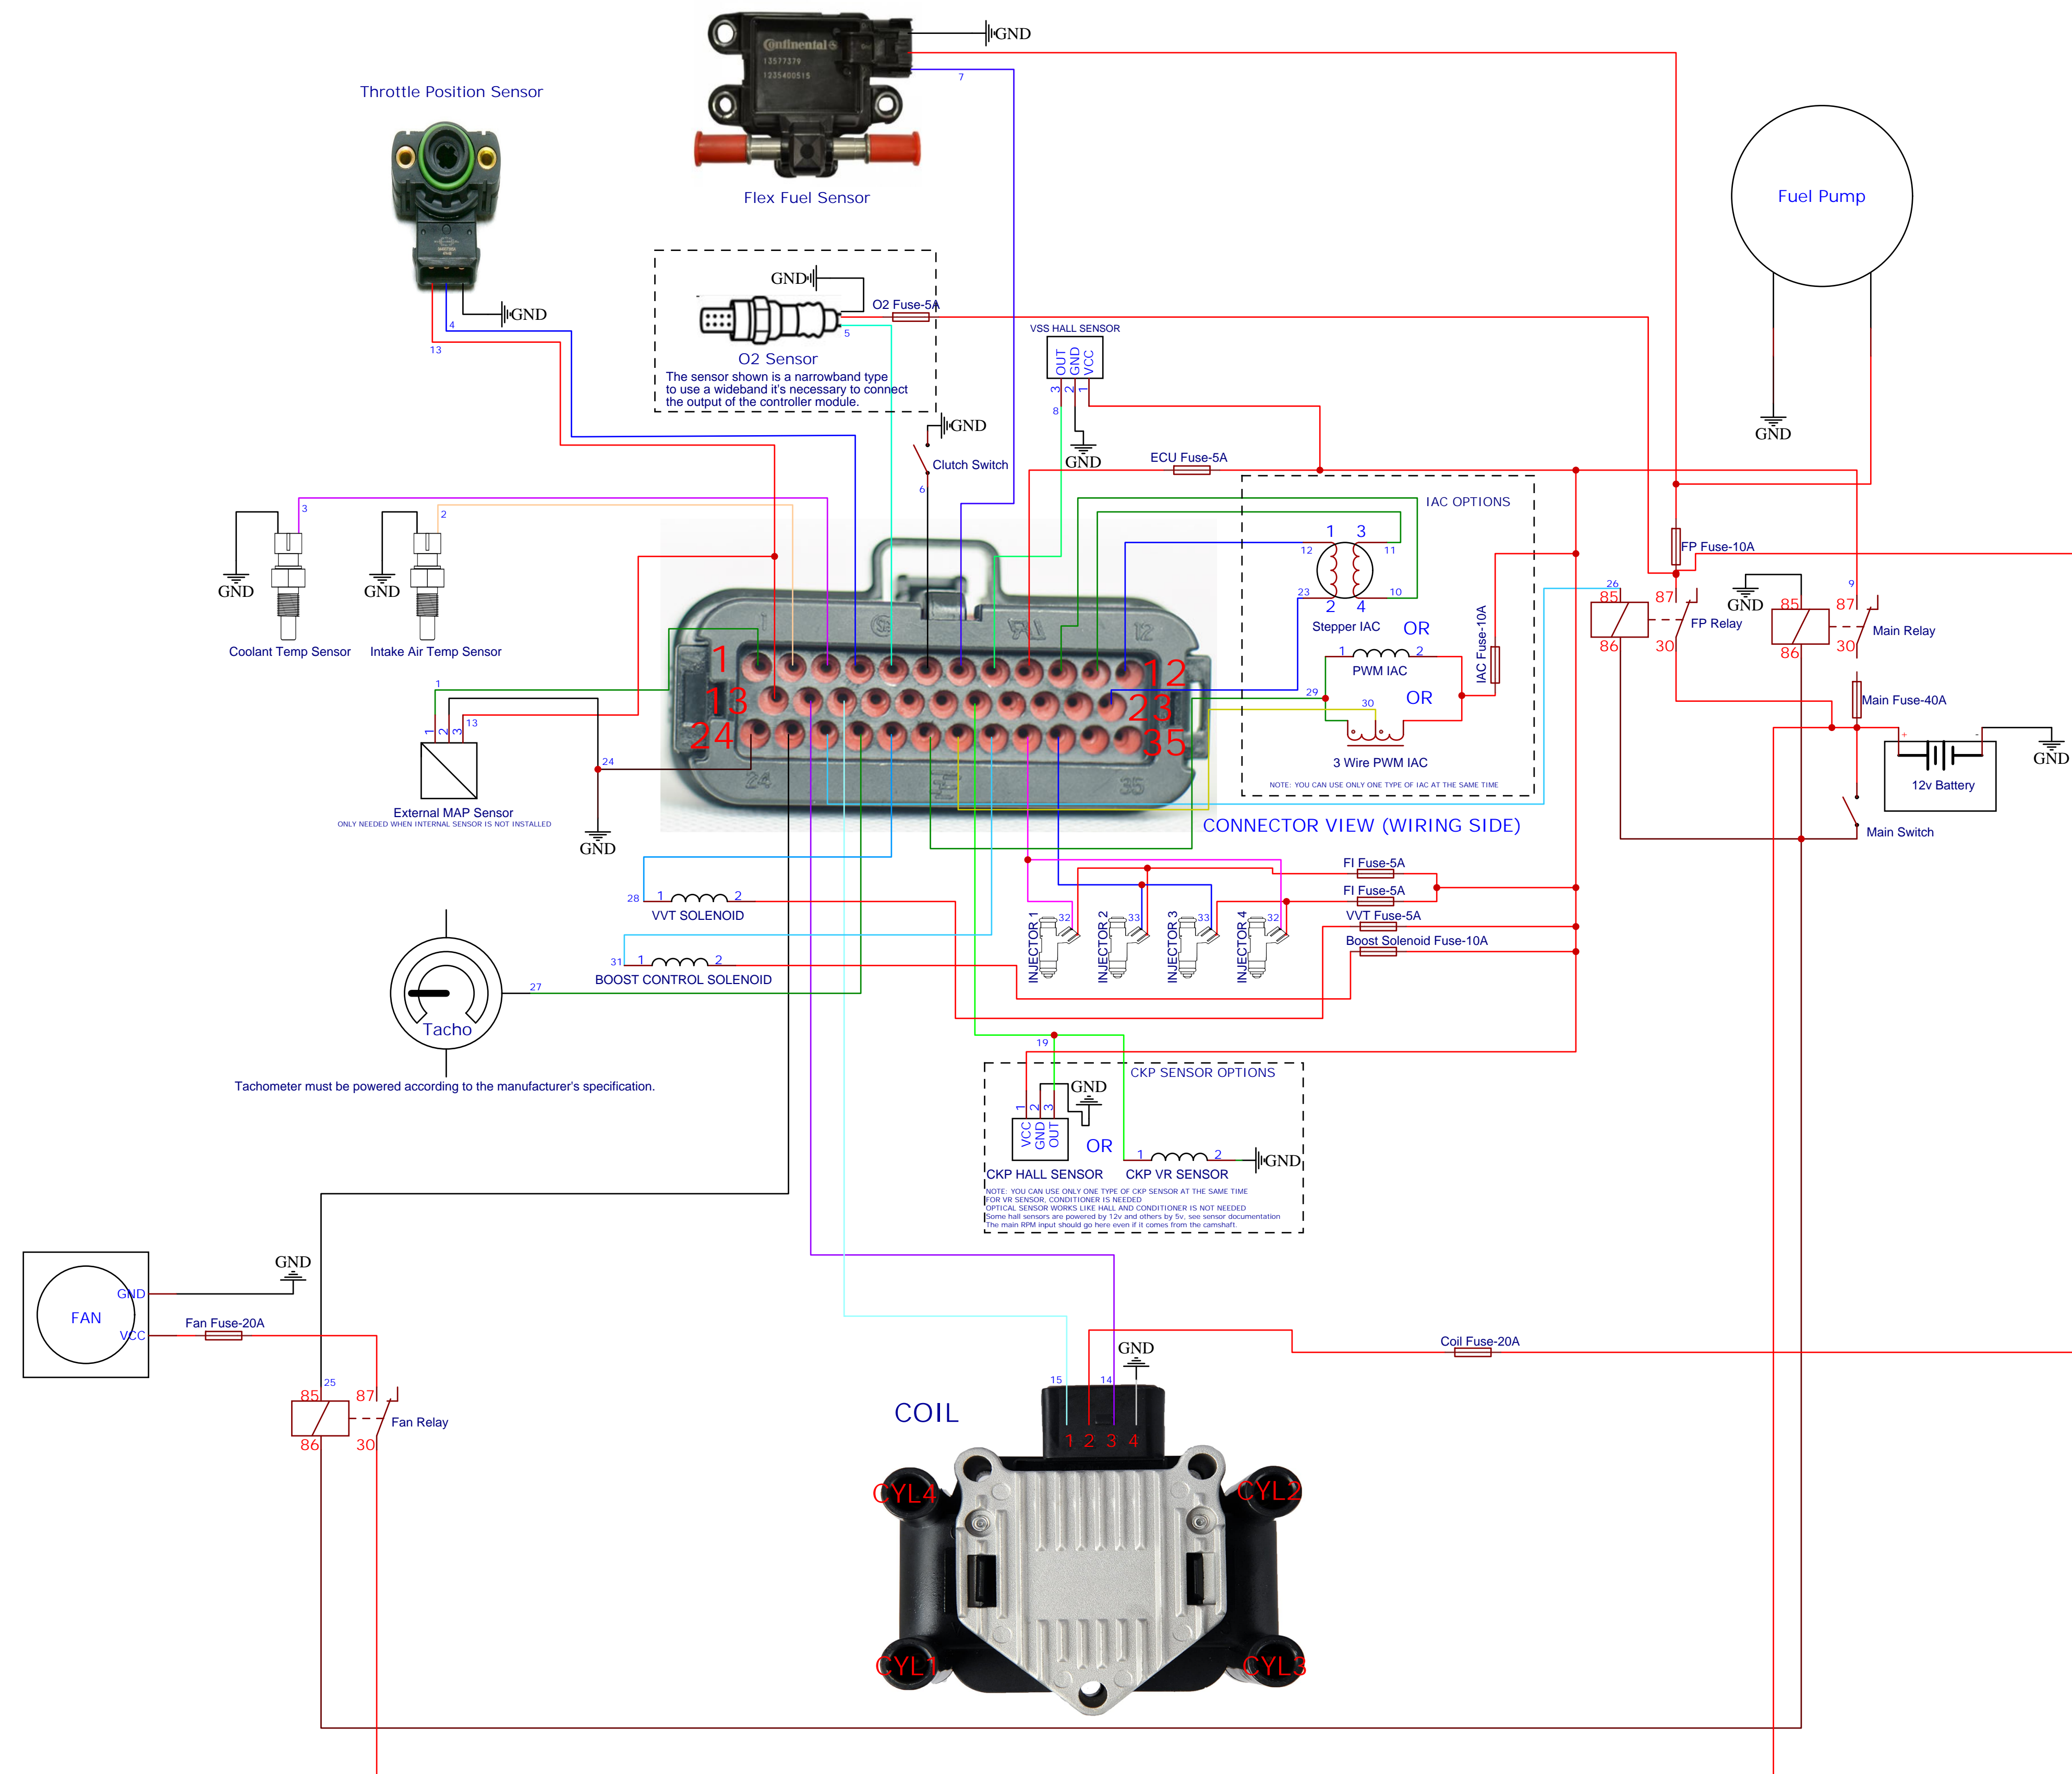 GND
Continental
13577379
1235400515
7
Throttle Position Sensor
Flex Fuel Sensor
Fuel Pump
GND
4
13
GND
O2 Fuse-5A
5
O2 Sensor
The sensor shown is a narrowband type
to use a wideband it's necessary to connect
the output of the controller module.
VSS HALL SENSOR
OUT
GND
VCC
3
2
1
8
GND
GND
Clutch Switch
6
GND
ECU Fuse-5A
IAC OPTIONS
1
3
12
11
23
10
2
4
Stepper IAC
OR
1
2
PWM IAC
29
OR
30
3 Wire PWM IAC
IAC Fuse-10A
NOTE: YOU CAN USE ONLY ONE TYPE OF IAC AT THE SAME TIME
FP Fuse-10A
26
85
87
86
30
FP Relay
GND
9
85
87
86
30
Main Relay
Main Fuse-40A
+
-
12v Battery
GND
Main Switch
3
GND
Coolant Temp Sensor
2
GND
Intake Air Temp Sensor
1
12
1
12
13
23
24
35
24
35
1
1
2
3
13
24
GND
External MAP Sensor
ONLY NEEDED WHEN INTERNAL SENSOR IS NOT INSTALLED
CONNECTOR VIEW (WIRING SIDE)
28
1
2
VVT SOLENOID
31
1
2
BOOST CONTROL SOLENOID
FI Fuse-5A
FI Fuse-5A
VVT Fuse-5A
Boost Solenoid Fuse-10A
INJECTOR 1
32
INJECTOR 2
33
INJECTOR 3
33
INJECTOR 4
32
27
Tacho
Tachometer must be powered according to the manufacturer's specification.
19
CKP SENSOR OPTIONS
GND
1
2
3
VCC
GND
OUT
OR
1
2
GND
CKP HALL SENSOR
CKP VR SENSOR
NOTE: YOU CAN USE ONLY ONE TYPE OF CKP SENSOR AT THE SAME TIME
FOR VR SENSOR, CONDITIONER IS NEEDED
OPTICAL SENSOR WORKS LIKE HALL AND CONDITIONER IS NOT NEEDED
Some hall sensors are powered by 12v and others by 5v, see sensor documentation
The main RPM input should go here even if it comes from the camshaft.
GND
GND
FAN
VCC
Fan Fuse-20A
25
85
87
86
30
Fan Relay
Coil Fuse-20A
GND
15
14
COIL
1
2
3
4
CYL4
CYL2
CYL1
CYL3